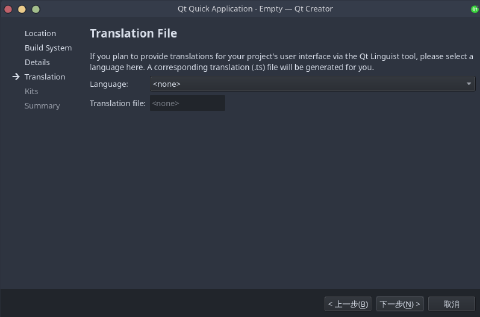 Qt Quick Application - Empty — Qt Creator
Location
Build System
Details
Translation
Kits
Summary
Translation File
If you plan to provide translations for your project's user interface via the Qt Linguist tool, please select a
language here. A corresponding translation (.ts) file will be generated for you.
Language: <none>
Translation file: <none>
< 上一步(B) 下一步(N) > 取消